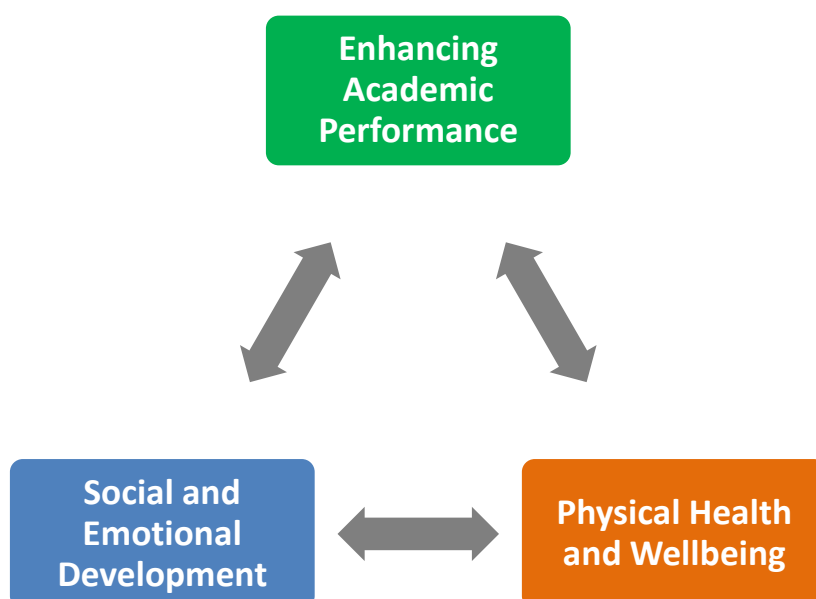 Enhancing
Academic
Performance
Social and
Emotional
Development
Physical Health
and Wellbeing